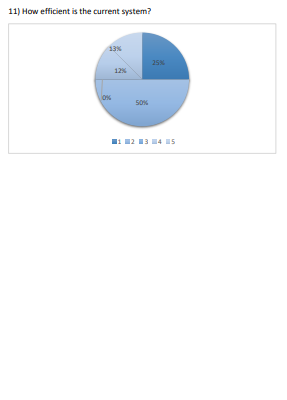 11) How efficient is the current system?
13%
25%
12%
0%
50%
1 2 3 4 5